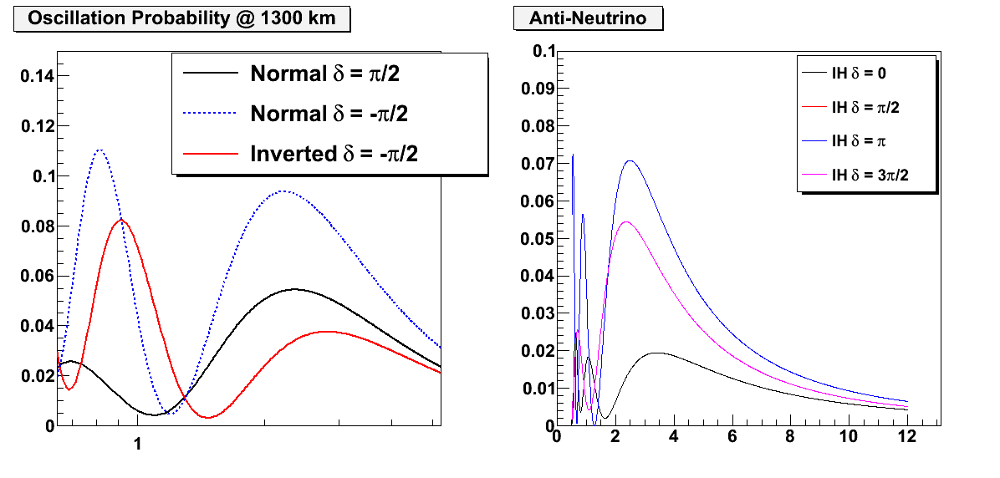 Oscillation Probability @ 1300 km
Normal δ = π/2
Normal δ = -π/2
Inverted δ = -π/2
0.14
0.12
0.1
0.08
0.06
0.04
0.02
0
1
Anti-Neutrino
IH δ = 0
IH δ = π/2
IH δ = π
IH δ = 3π/2
0.1
0.09
0.08
0.07
0.06
0.05
0.04
0.03
0.02
0.01
0
0 2 4 6 8 10 12